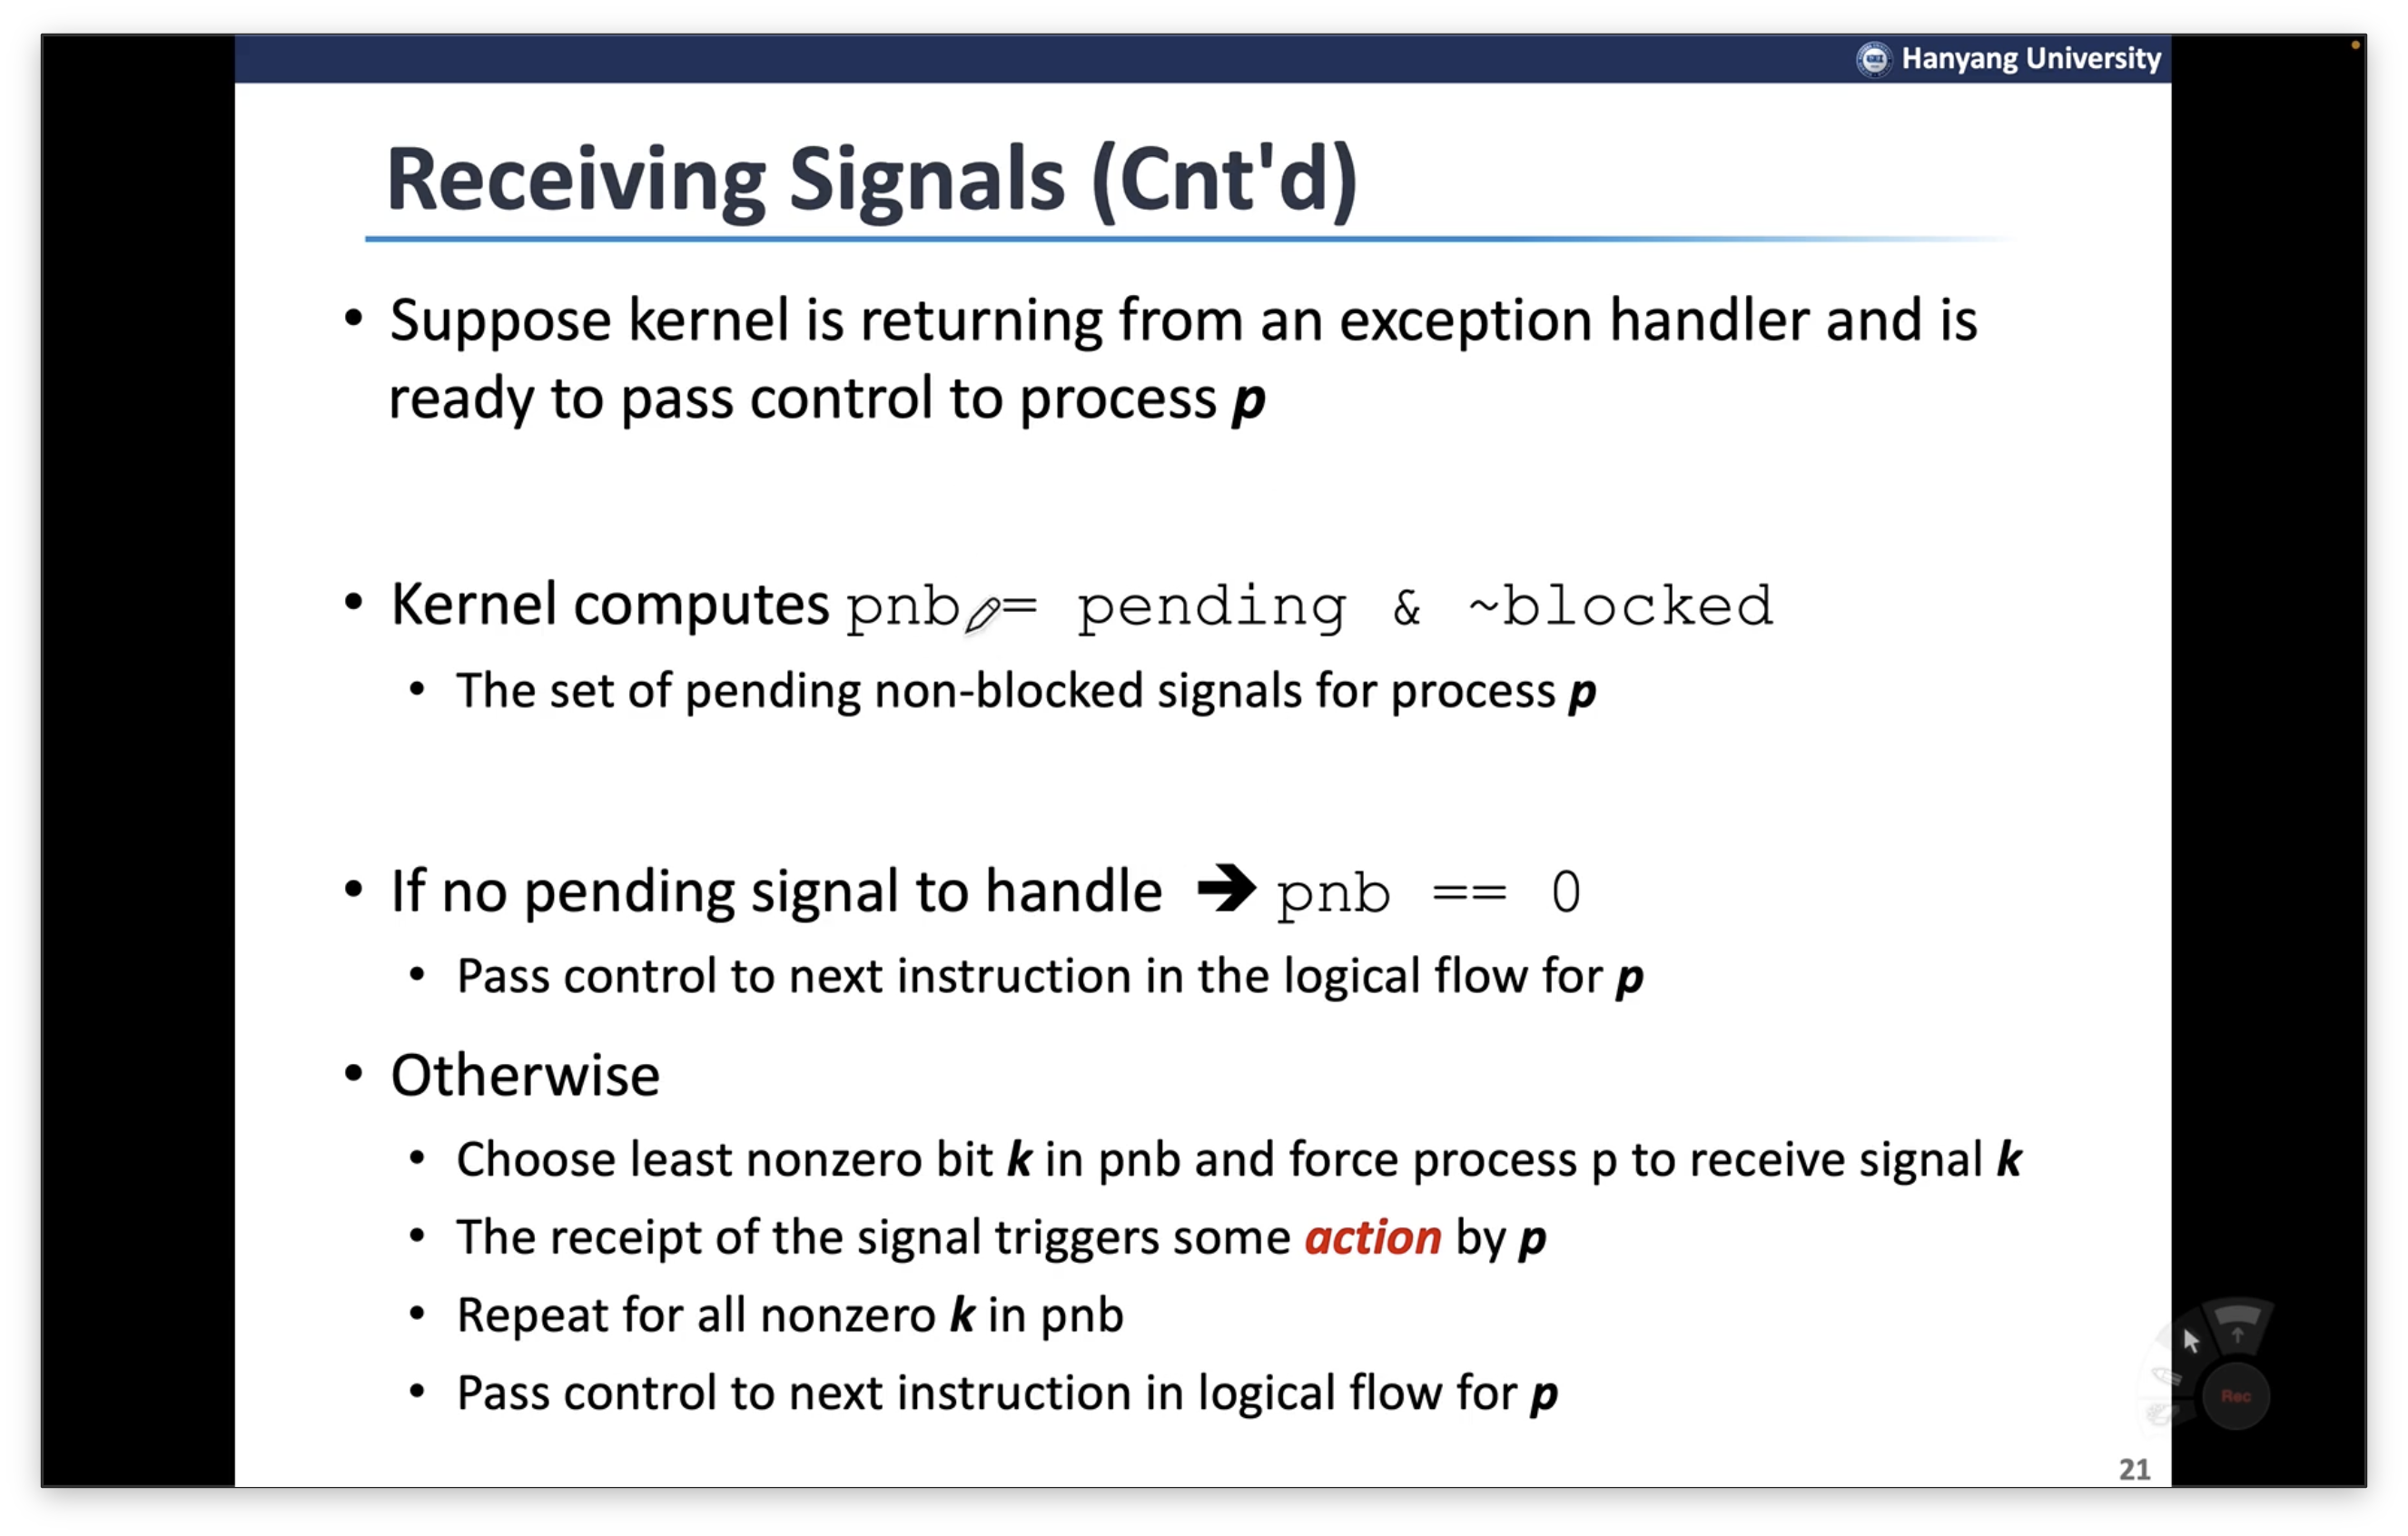 Hanyang University
Receiving Signals (Cnt'd)
• Suppose kernel is returning from an exception handler and is
ready to pass control to process p
• Kernel computes pnb = pending & ~blocked
• The set of pending non-blocked signals for process p
• If no pending signal to handle ➔ pnb == 0
• Pass control to next instruction in the logical flow for p
• Otherwise
• Choose least nonzero bit k in pnb and force process p to receive signal k
• The receipt of the signal triggers some action by p
• Repeat for all nonzero k in pnb
• Pass control to next instruction in logical flow for p
Rec
21